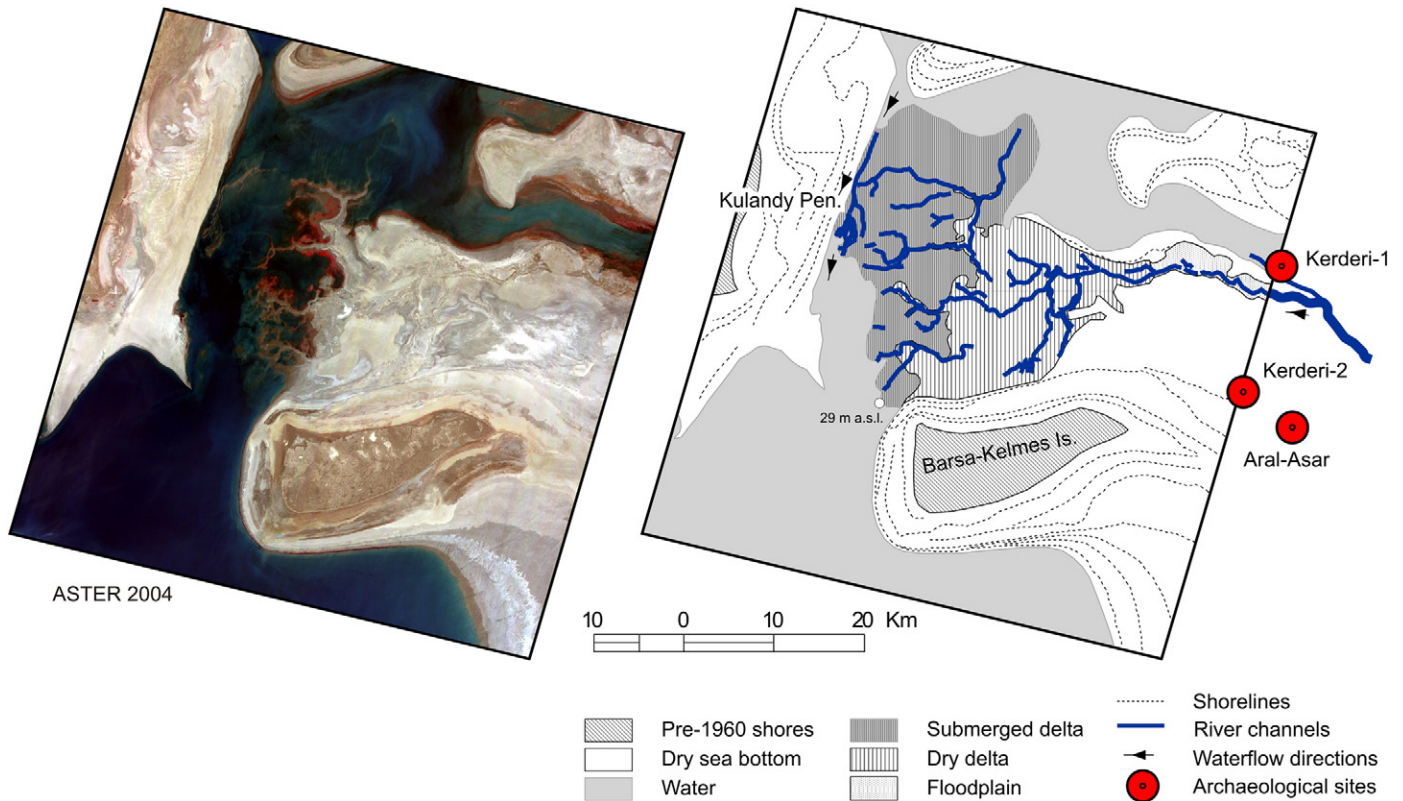 Kulandy Pen.
Kerderi-1
Kerderi-2
29 m a.s.l.
Barsa-Kelmes Is.
Aral-Asar
ASTER 2004
10 0 10 20 Km
Pre-1960 shores
Dry sea bottom
Water
Submerged delta
Dry delta
Floodplain
Shorelines
River channels
Waterflow directions
Archaeological sites